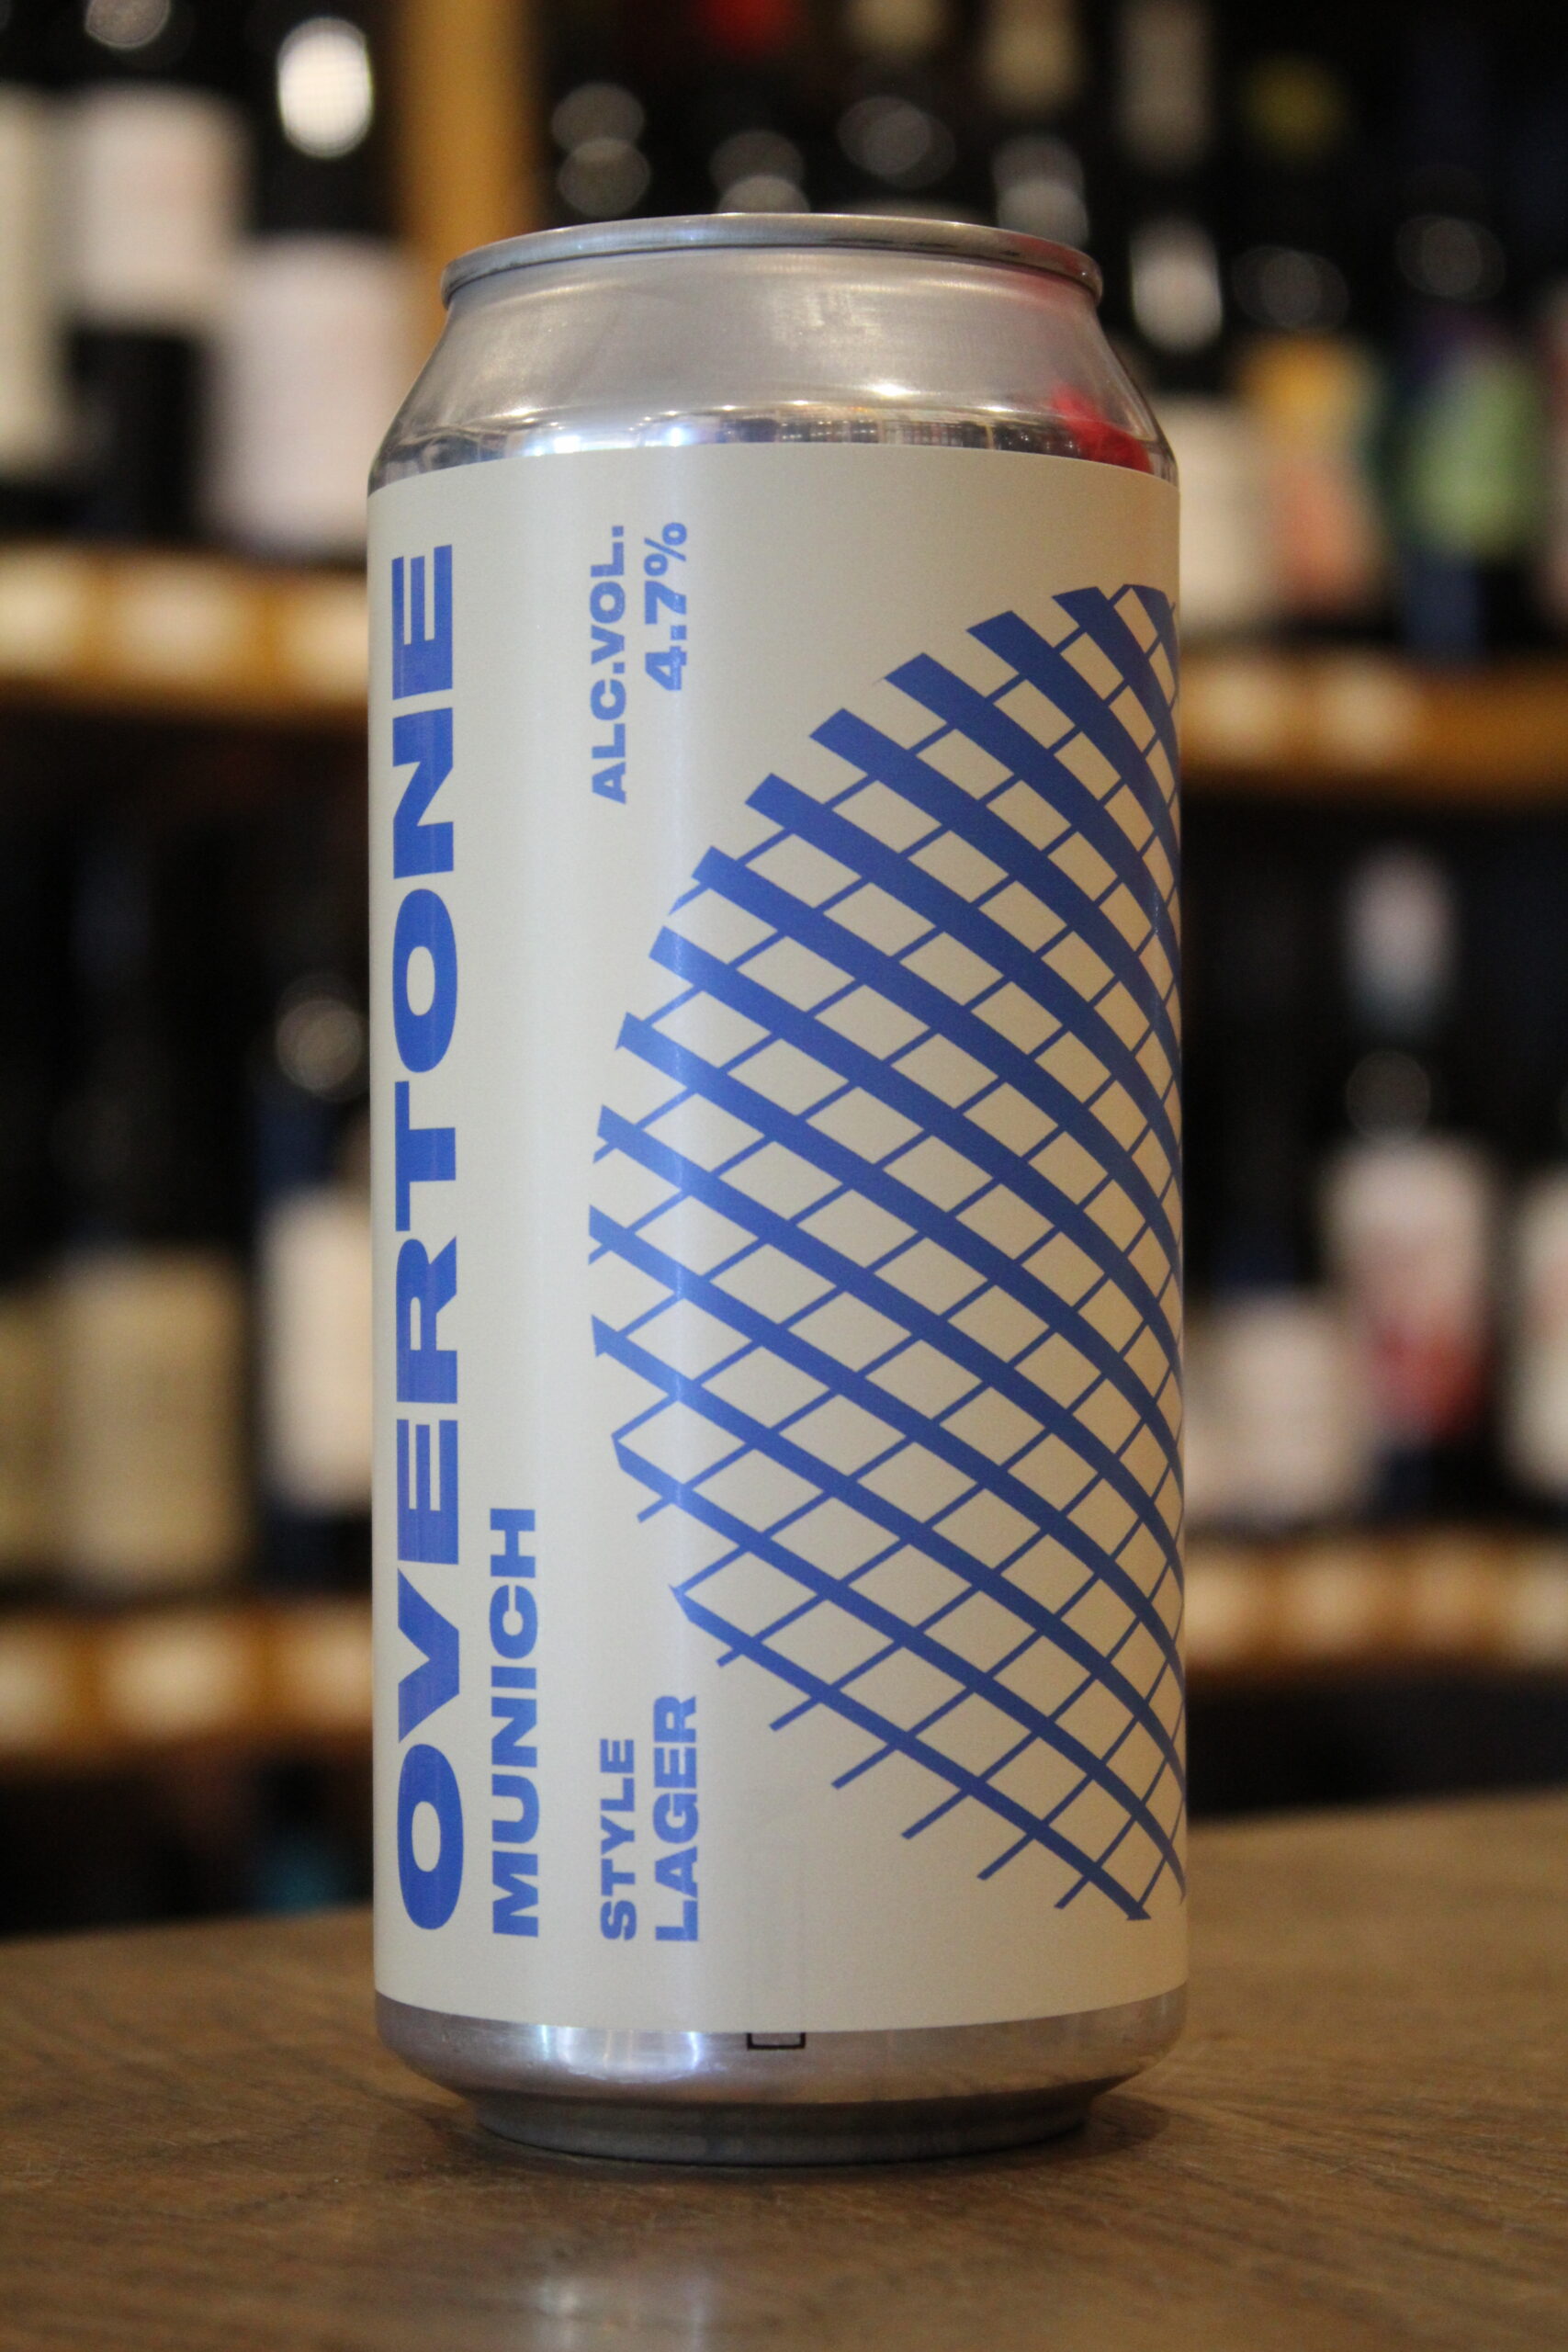 OVERTONE
MUNICH
STYLE
LAGER
ALC.VOL.
4.7%